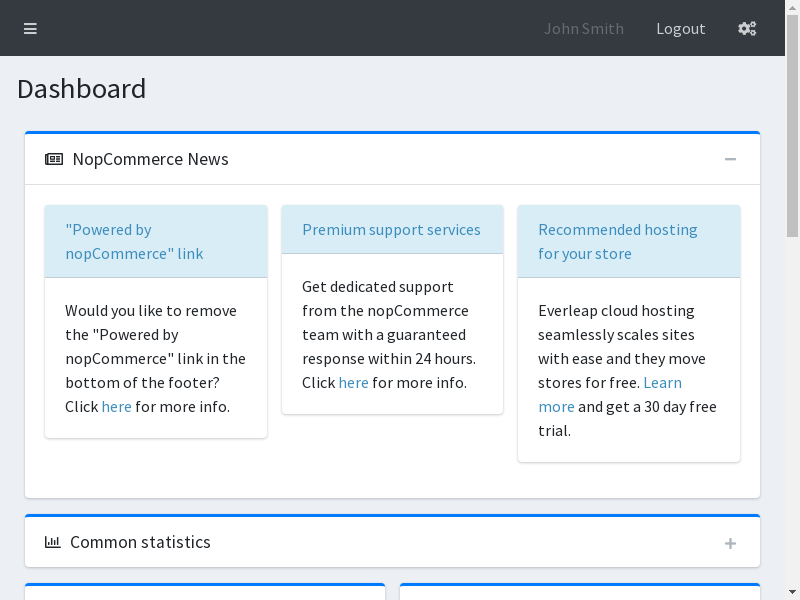 John Smith
Logout
Dashboard
NopCommerce News
"Powered by
nopCommerce" link
Would you like to remove
the "Powered by
nopCommerce" link in the
bottom of the footer?
Click here for more info.
Premium support services
Get dedicated support
from the nopCommerce
team with a guaranteed
response within 24 hours.
Click here for more info.
Recommended hosting
for your store
Everleap cloud hosting
seamlessly scales sites
with ease and they move
stores for free. Learn
more and get a 30 day free
trial.
Common statistics